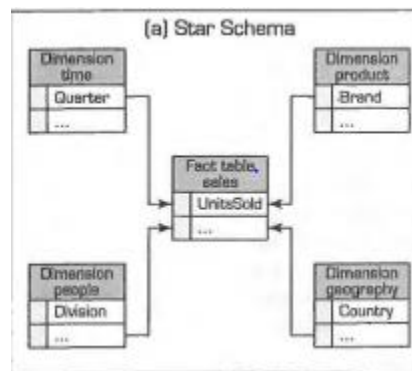 (a) Star Schema
Dimension
time
Quarter
...
Dimension
product
Brand
...
Fact table
sales
UnitsSold
...
Dimension
people
Division
...
Dimension
geography
Country
...